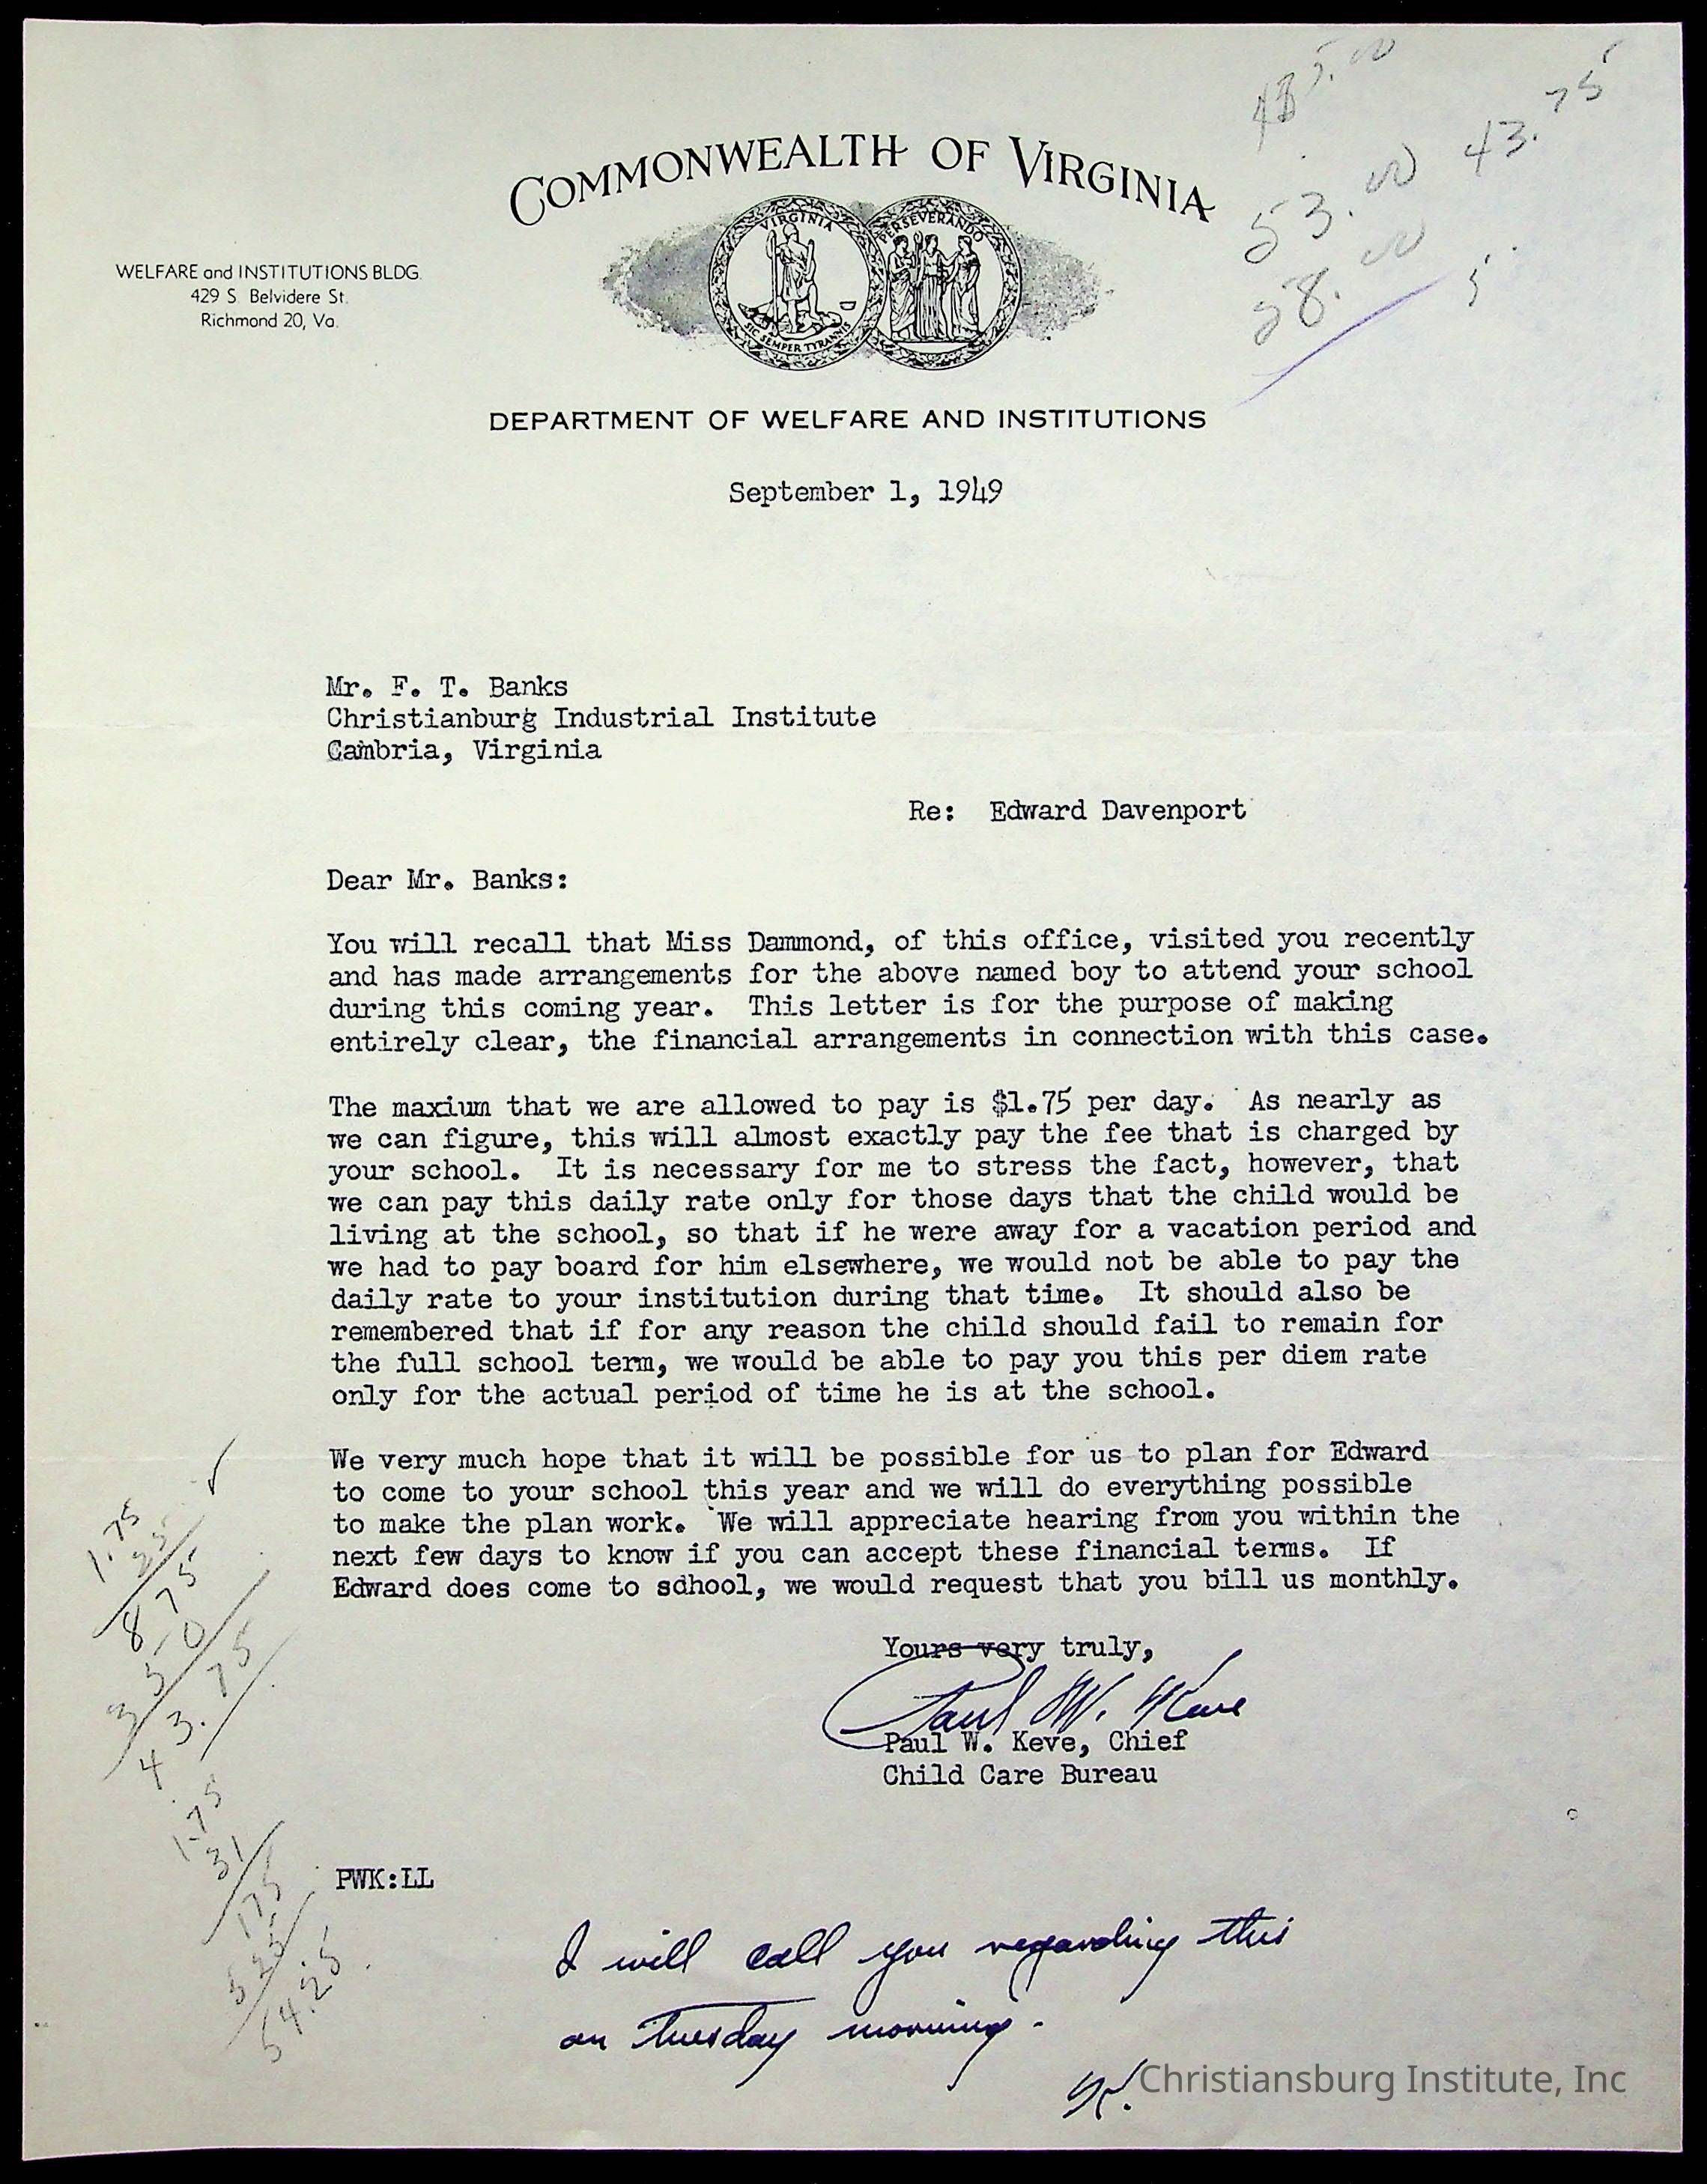 COMMONWEALTH OF VIRGINIA
43.75
53.00
5
VIRGINIA
SIC SEMPER TYRANNIS
PERSEVERANDO
WELFARE and INSTITUTIONS BLDG.
429 S. Belvidere St.
Richmond 20, Va.
DEPARTMENT OF WELFARE AND INSTITUTIONS
September 1, 1949
Mr. F. T. Banks
Christianburg Industrial Institute
Cambria, Virginia
Re: Edward Davenport
Dear Mr. Banks:
You will recall that Miss Dammond, of this office, visited you recently
and has made arrangements for the above named boy to attend your school
during this coming year. This letter is for the purpose of making
entirely clear, the financial arrangements in connection with this case.
The maxium that we are allowed to pay is $1.75 per day. As nearly as
we can figure, this will almost exactly pay the fee that is charged by
your school. It is necessary for me to stress the fact, however, that
we can pay this daily rate only for those days that the child would be
living at the school, so that if he were away for a vacation period and
we had to pay board for him elsewhere, we would not be able to pay the
daily rate to your institution during that time. It should also be
remembered that if for any reason the child should fail to remain for
the full school term, we would be able to pay you this per diem rate
only for the actual period of time he is at the school.
We very much hope that it will be possible for us to plan for Edward
to come to your school this year and we will do everything possible
to make the plan work. We will appreciate hearing from you within the
next few days to know if you can accept these financial terms. If
Edward does come to sdhool, we would request that you bill us monthly.
1.75
25
875
350
43.75
1.75
31
175
525
54.25
Yours very truly,
Paul W. Keve
Paul W. Keve, Chief
Child Care Bureau
PWK:LL
I will call you regarding this
on Tuesday morning.
K.
Christiansburg Institute, Inc